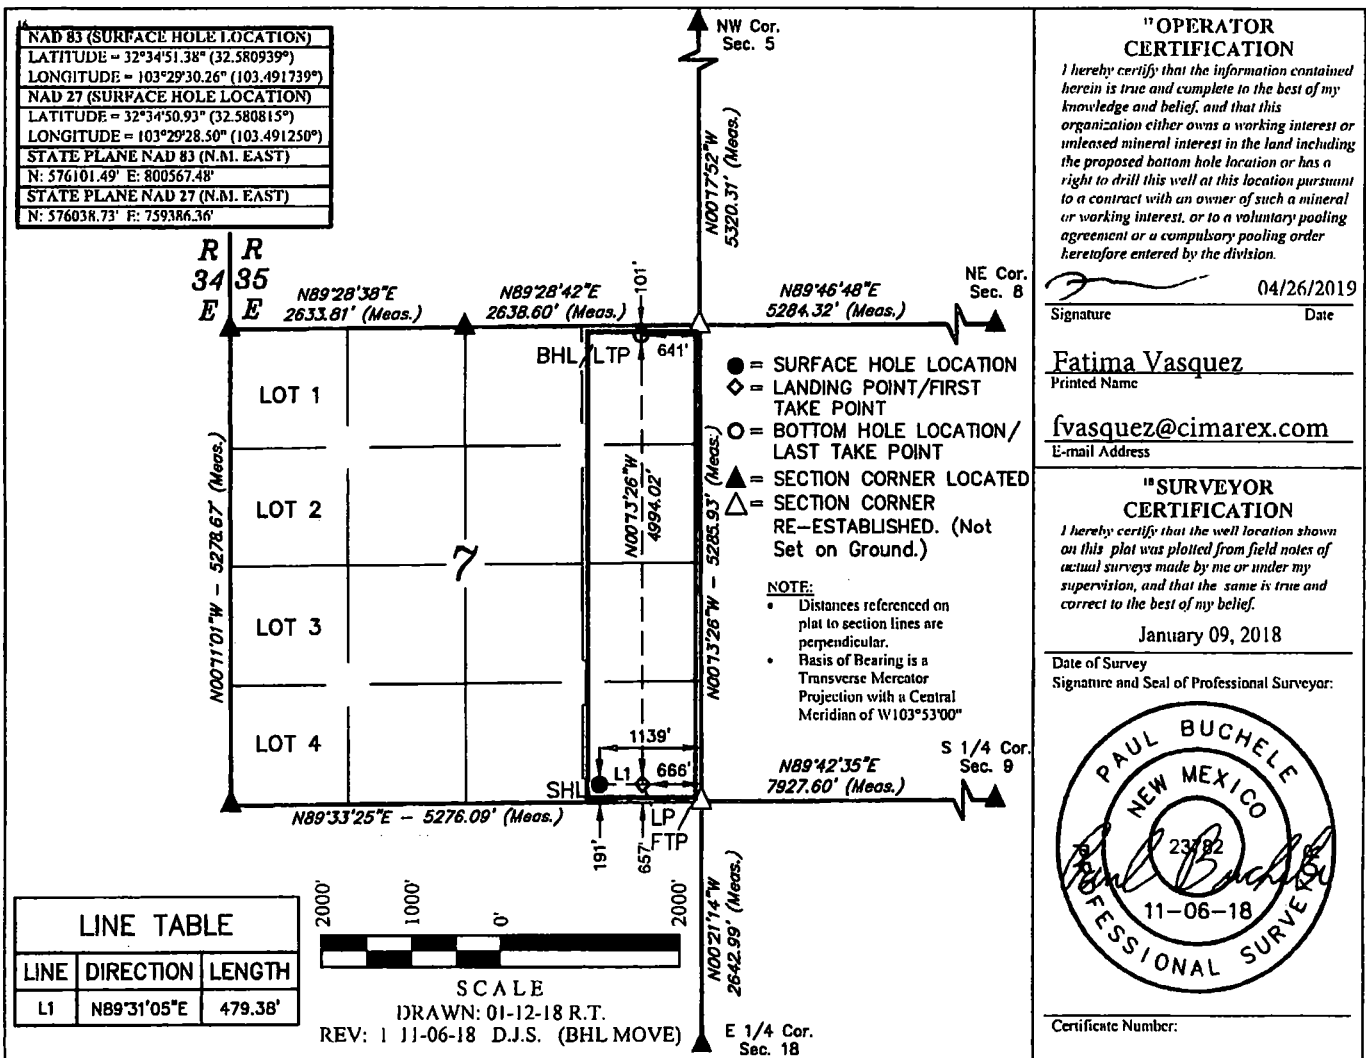 16
NAD 83 (SURFACE HOLE LOCATION)
LATITUDE = 32°34'51.38" (32.580939°)
LONGITUDE = 103°29'30.26" (103.491739°)
NAD 27 (SURFACE HOLE LOCATION)
LATITUDE = 32°34'50.93" (32.580815°)
LONGITUDE = 103°29'28.50" (103.491250°)
STATE PLANE NAD 83 (N.M. EAST)
N: 576101.49' E: 800567.48'
STATE PLANE NAD 27 (N.M. EAST)
N: 576038.73' E: 759386.36'
R R
34 35
E E
NW Cor.
Sec. 5
N00°17'52"W
5320.31' (Meas.)
N89°28'38"E
2633.81' (Meas.)
N89°28'42"E
2638.60' (Meas.)
101'
N89°46'48"E
5284.32' (Meas.)
NE Cor.
Sec. 8
BHL/LTP
641'
LOT 1
LOT 2
LOT 3
LOT 4
7
N00°11'01"W - 5278.67' (Meas.)
N00°13'26"W
4994.02'
N00°13'26"W - 5285.93' (Meas.)
= SURFACE HOLE LOCATION
= LANDING POINT/FIRST
TAKE POINT
= BOTTOM HOLE LOCATION/
LAST TAKE POINT
= SECTION CORNER LOCATED
= SECTION CORNER
RE-ESTABLISHED. (Not
Set on Ground.)
NOTE:
• Distances referenced on
plat to section lines are
perpendicular.
• Basis of Bearing is a
Transverse Mercator
Projection with a Central
Meridian of W103°53'00"
1139'
L1
666'
SHL
LP/
FTP
191'
657'
N89°33'25"E - 5276.09' (Meas.)
N89°42'35"E
7927.60' (Meas.)
S 1/4 Cor.
Sec. 9
N00°21'14"W
2642.99' (Meas.)
E 1/4 Cor.
Sec. 18
LINE TABLE
LINE DIRECTION LENGTH
L1 N89°31'05"E 479.38'
2000' 1000' 0' 2000'
SCALE
DRAWN: 01-12-18 R.T.
REV: 1 11-06-18 D.J.S. (BHL MOVE)
17 OPERATOR
CERTIFICATION
I hereby certify that the information contained
herein is true and complete to the best of my
knowledge and belief, and that this
organization either owns a working interest or
unleased mineral interest in the land including
the proposed bottom hole location or has a
right to drill this well at this location pursuant
to a contract with an owner of such a mineral
or working interest, or to a voluntary pooling
agreement or a compulsory pooling order
heretofore entered by the division.
04/26/2019
Signature Date
Fatima Vasquez
Printed Name
fvasquez@cimarex.com
E-mail Address
18 SURVEYOR
CERTIFICATION
I hereby certify that the well location shown
on this plat was plotted from field notes of
actual surveys made by me or under my
supervision, and that the same is true and
correct to the best of my belief.
January 09, 2018
Date of Survey
Signature and Seal of Professional Surveyor:
PAUL BUCHELE
NEW MEXICO
23782
Paul Buchele
11-06-18
PROFESSIONAL SURVEYOR
Certificate Number: